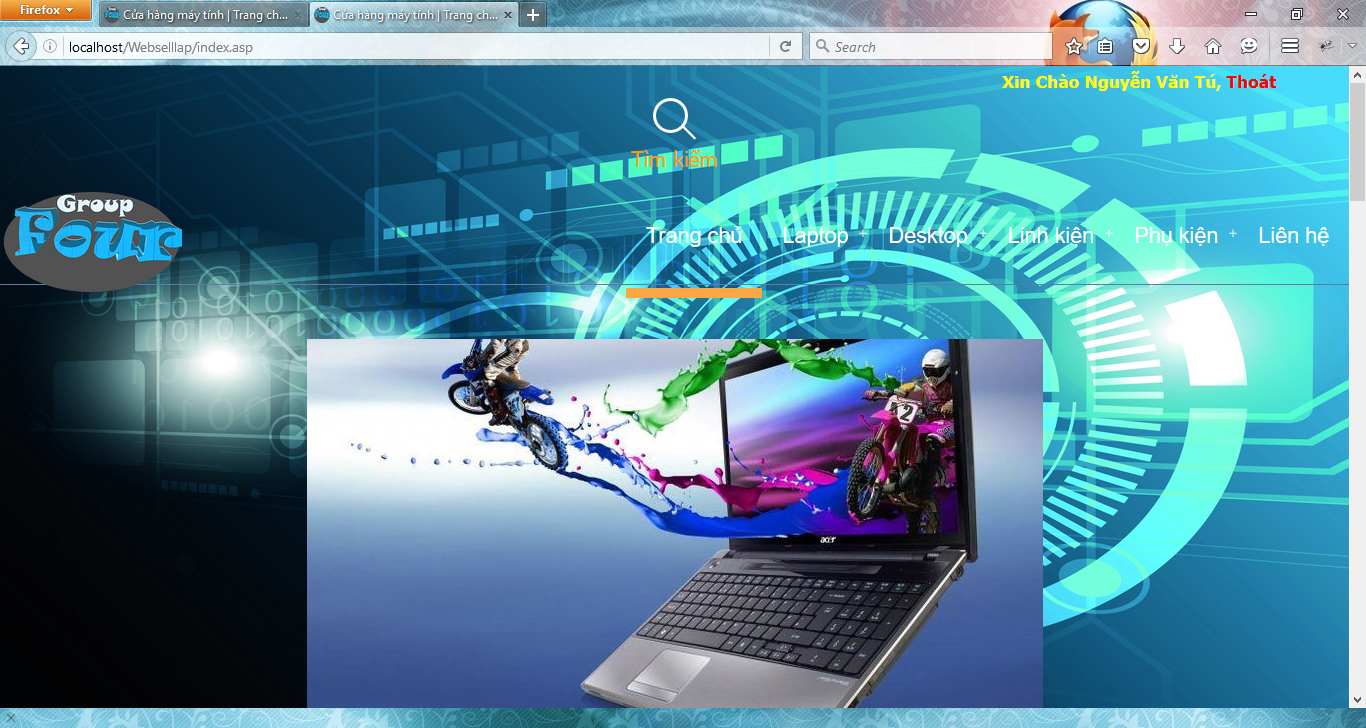 Firefox
Cửa hàng máy tính | Trang ch...
Cửa hàng máy tính | Trang ch...
localhost/Webselllap/index.asp
Search
Xin Chào Nguyễn Văn Tú, Thoát
Tìm kiếm
Group
Four
Trang chủ
Laptop +
Desktop +
Linh kiện +
Phụ kiện +
Liên hệ
2
acer